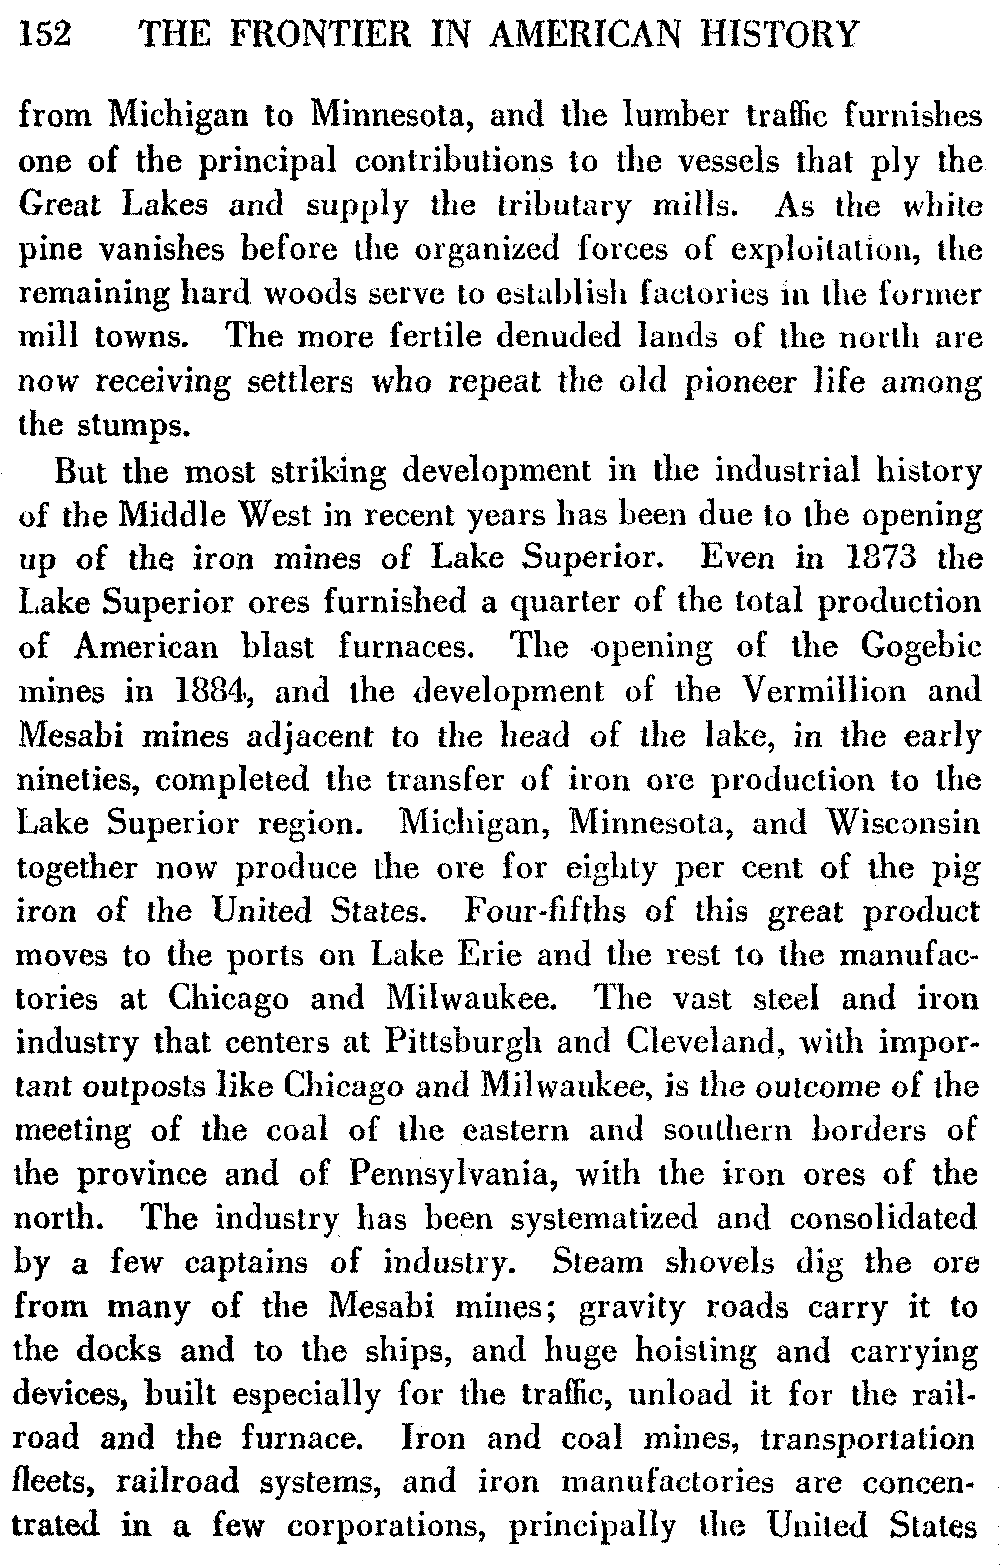 152 THE FRONTIER IN AMERICAN HISTORY
from Michigan to Minnesota, and the lumber traffic furnishes
one of the principal contributions to the vessels that ply the
Great Lakes and supply the tributary mills. As the white
pine vanishes before the organized forces of exploitation, the
remaining hard woods serve to establish factories in the former
mill towns. The more fertile denuded lands of the north are
now receiving settlers who repeat the old pioneer life among
the stumps.
But the most striking development in the industrial history
of the Middle West in recent years has been due to the opening
up of the iron mines of Lake Superior. Even in 1873 the
Lake Superior ores furnished a quarter of the total production
of American blast furnaces. The opening of the Gogebic
mines in 1884, and the development of the Vermillion and
Mesabi mines adjacent to the head of the lake, in the early
nineties, completed the transfer of iron ore production to the
Lake Superior region. Michigan, Minnesota, and Wisconsin
together now produce the ore for eighty per cent of the pig
iron of the United States. Four-fifths of this great product
moves to the ports on Lake Erie and the rest to the manufac-
tories at Chicago and Milwaukee. The vast steel and iron
industry that centers at Pittsburgh and Cleveland, with impor-
tant outposts like Chicago and Milwaukee, is the outcome of the
meeting of the coal of the eastern and southern borders of
the province and of Pennsylvania, with the iron ores of the
north. The industry has been systematized and consolidated
by a few captains of industry. Steam shovels dig the ore
from many of the Mesabi mines; gravity roads carry it to
the docks and to the ships, and huge hoisting and carrying
devices, built especially for the traffic, unload it for the rail-
road and the furnace. Iron and coal mines, transportation
fleets, railroad systems, and iron manufactories are concen-
trated in a few corporations, principally the United States